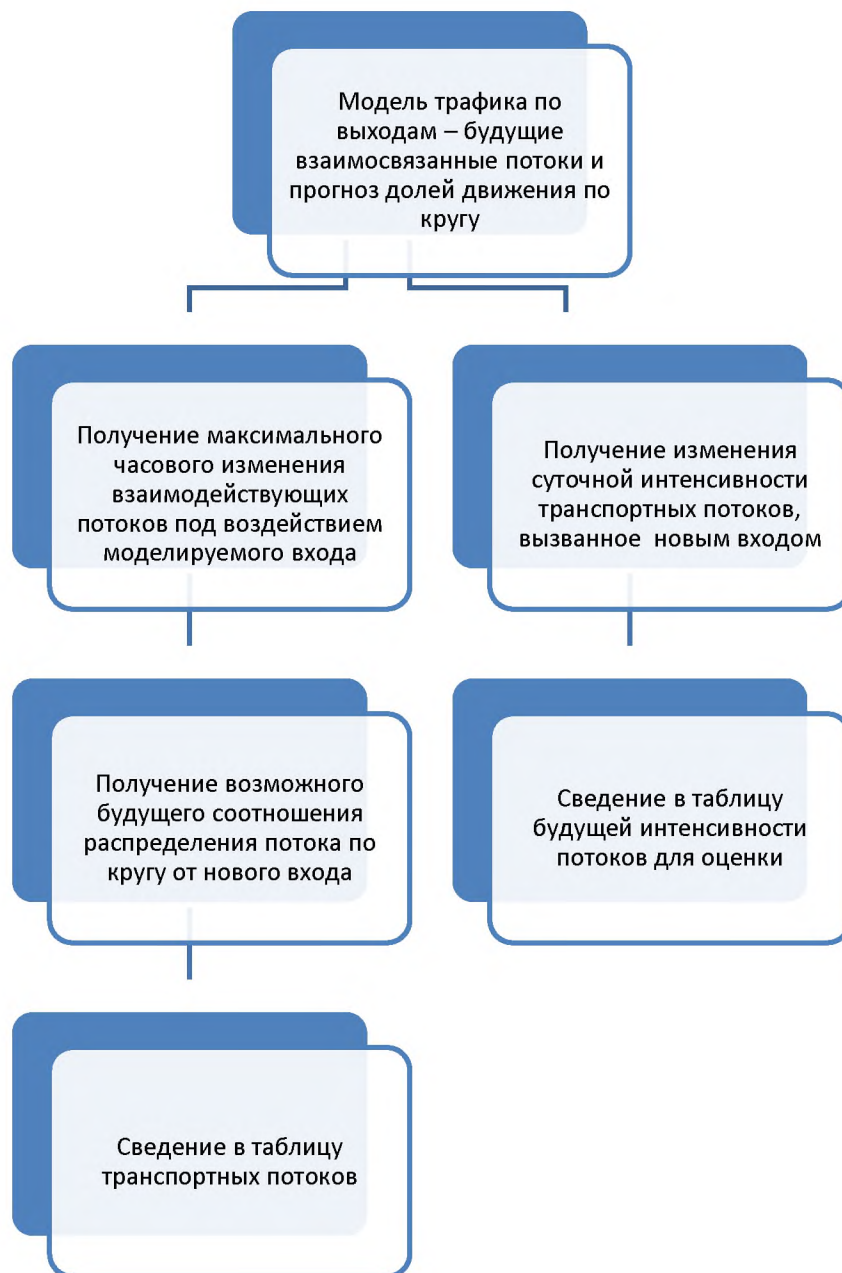 Модель трафика по
выходам – будущие
взаимосвязанные потоки и
прогноз долей движения по
кругу
Получение максимального
часового изменения
взаимодействующих
потоков под воздействием
моделируемого входа
Получение изменения
суточной интенсивности
транспортных потоков,
вызванное новым входом
Получение возможного
будущего соотношения
распределения потока по
кругу от нового входа
Сведение в таблицу
будущей интенсивности
потоков для оценки
Сведение в таблицу
транспортных потоков